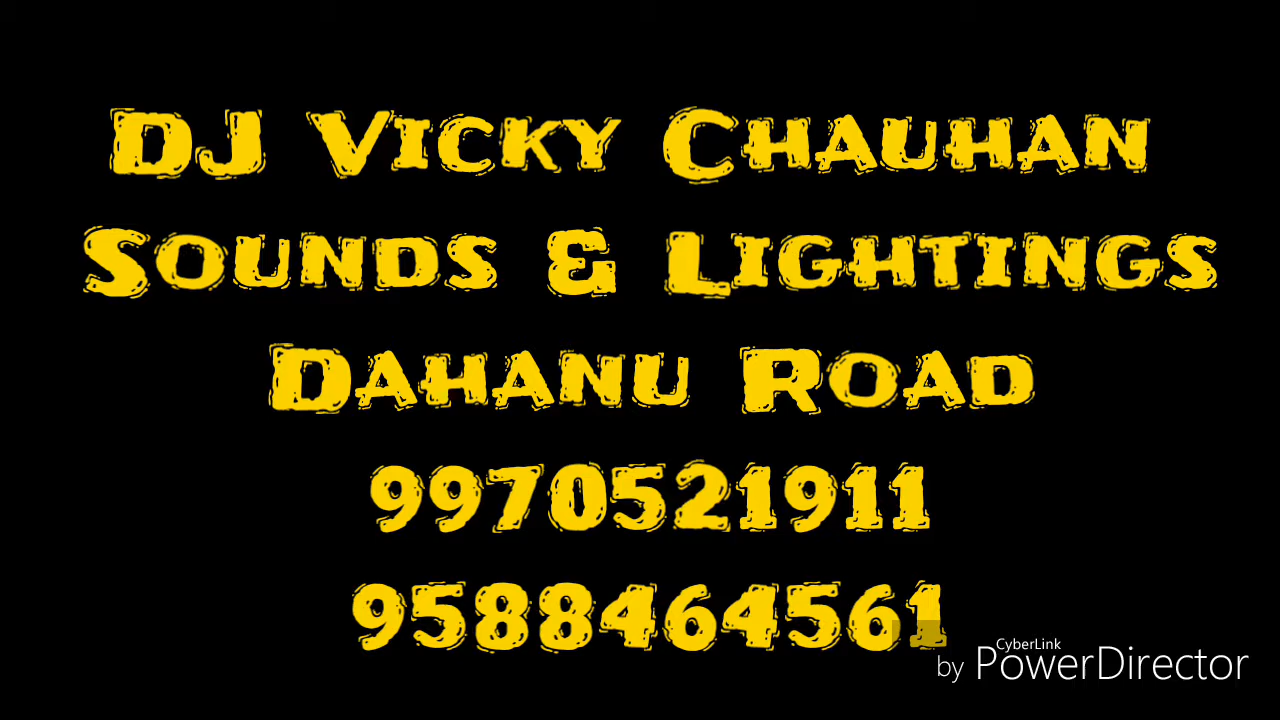 DJ Vicky Chauhan
Sounds & Lightings
Dahanu Road
9970521911
9588464561
CyberLink
by PowerDirector